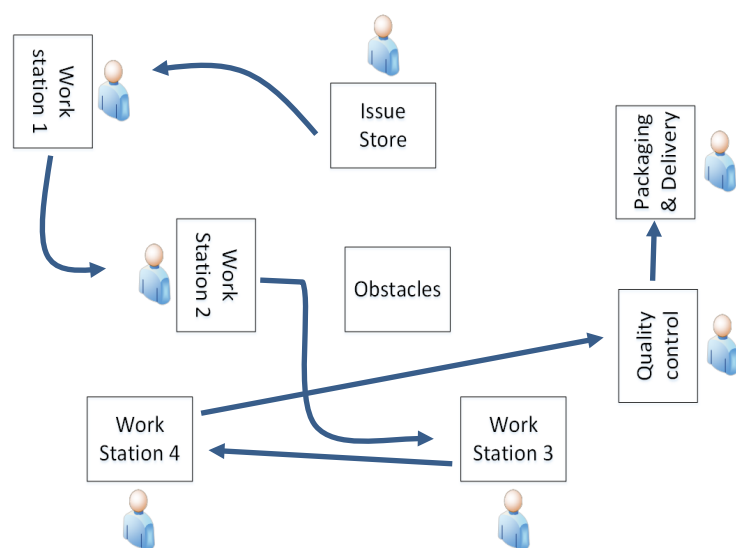 Work
station 1
Issue
Store
Packaging
& Delivery
Work
Station 2
Obstacles
Quality
control
Work
Station 4
Work
Station 3